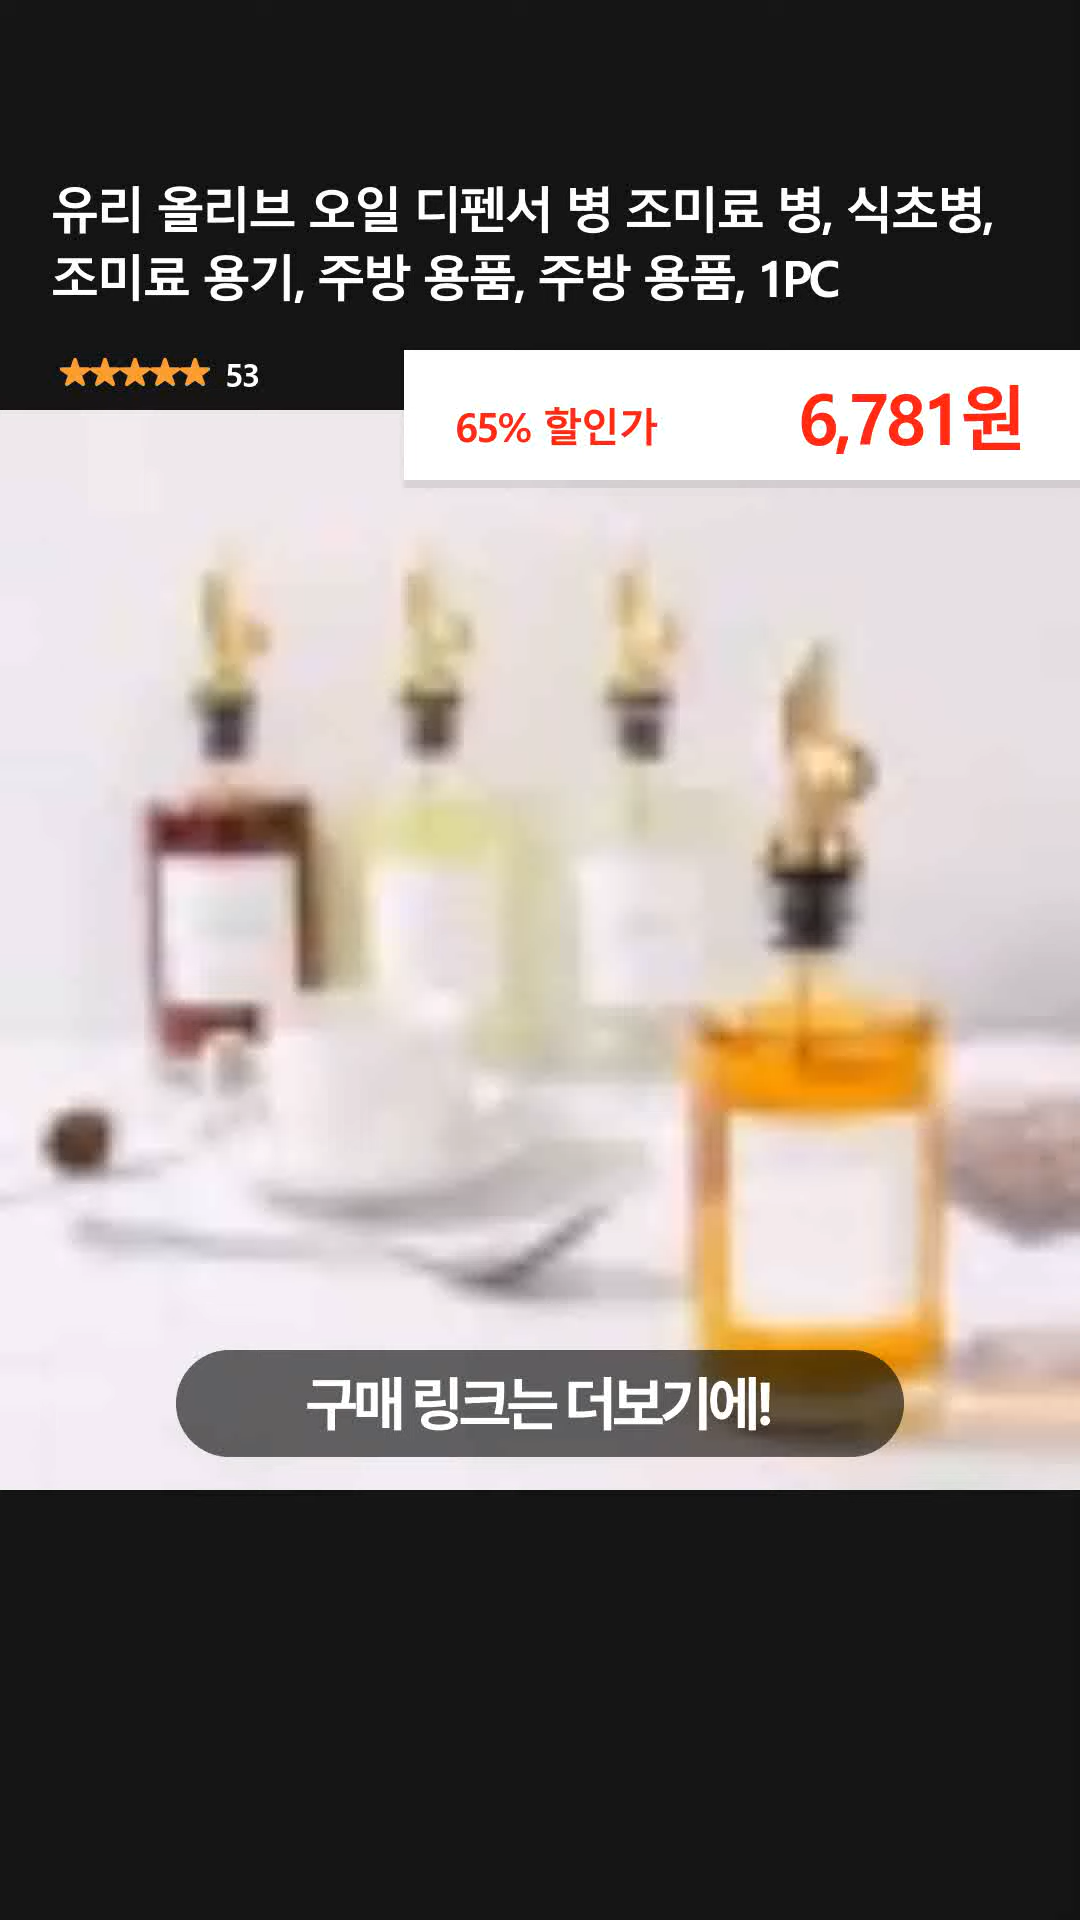 유리 올리브 오일 디펜서 병 조미료 병, 식초병,
조미료 용기, 주방 용품, 주방 용품, 1PC
53
65% 할인가
6,781원
구매 링크는 더보기에!